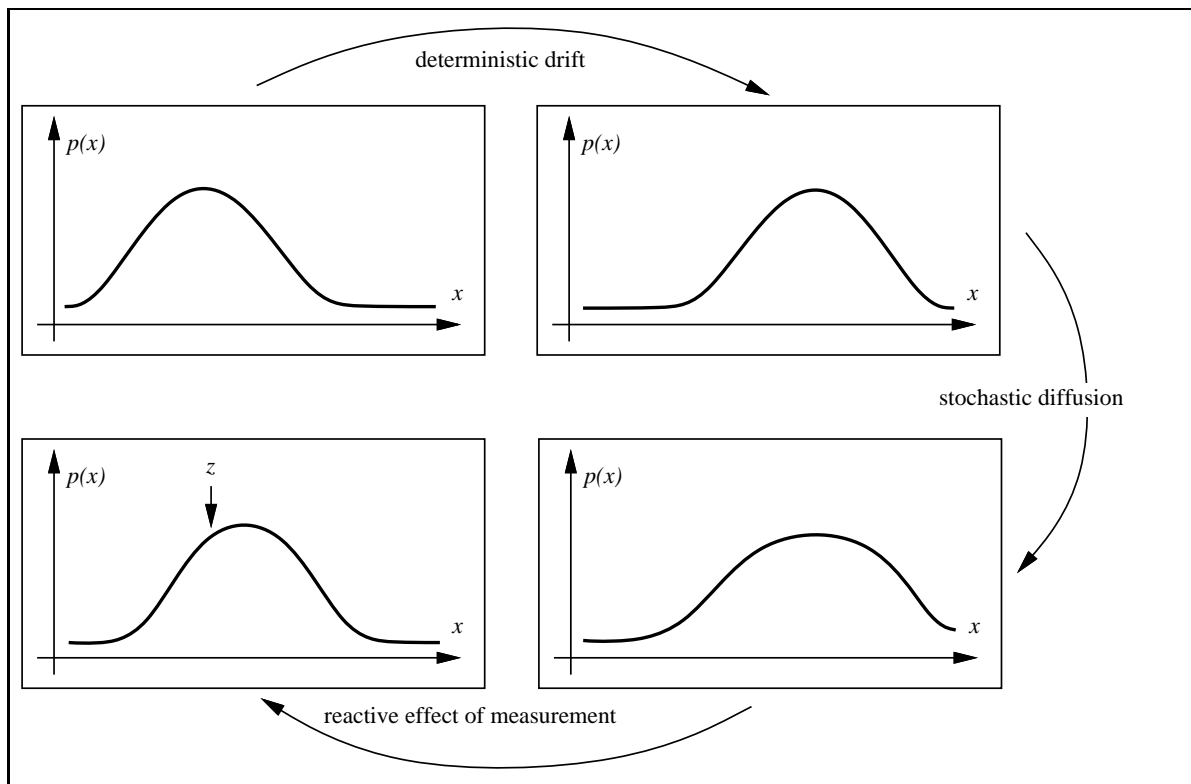 deterministic drift
p(x)
x
p(x)
x
stochastic diffusion
z
p(x)
x
p(x)
x
reactive effect of measurement